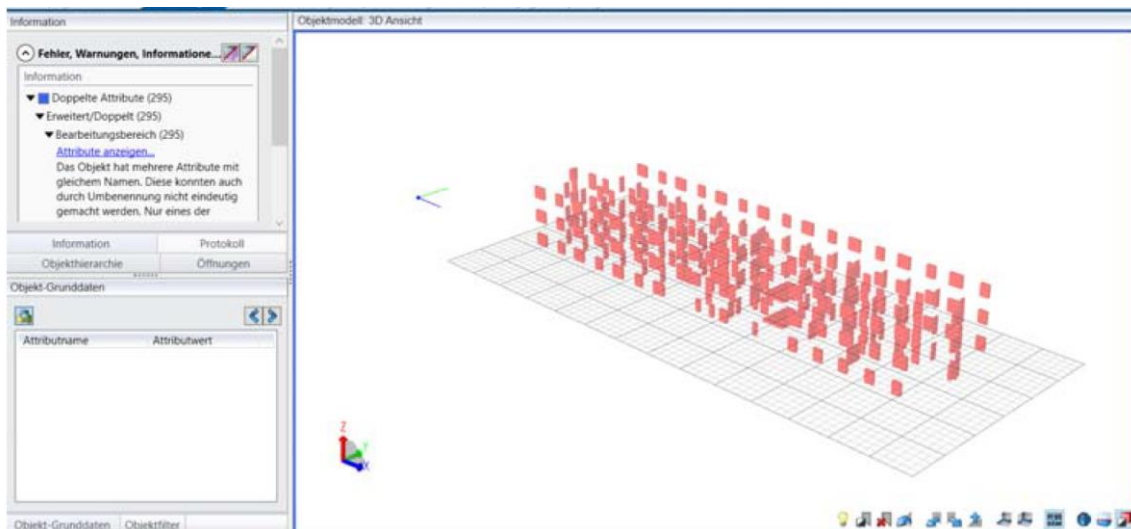 Information
Fehler, Warnungen, Informatione...
Information
Doppelte Attribute (295)
Erweitert/Doppelt (295)
Bearbeitungsbereich (295)
Attribute anzeigen...
Das Objekt hat mehrere Attribute mit
gleichem Namen. Diese konnten auch
durch Umbenennung nicht eindeutig
gemacht werden. Nur eines der
Information Protokoll
Objekthierarchie Öffnungen
Objekt-Grunddaten
Attributname Attributwert
Objekt-Grunddaten Objektfilter
Objektmodell: 3D Ansicht
Z
Y
X